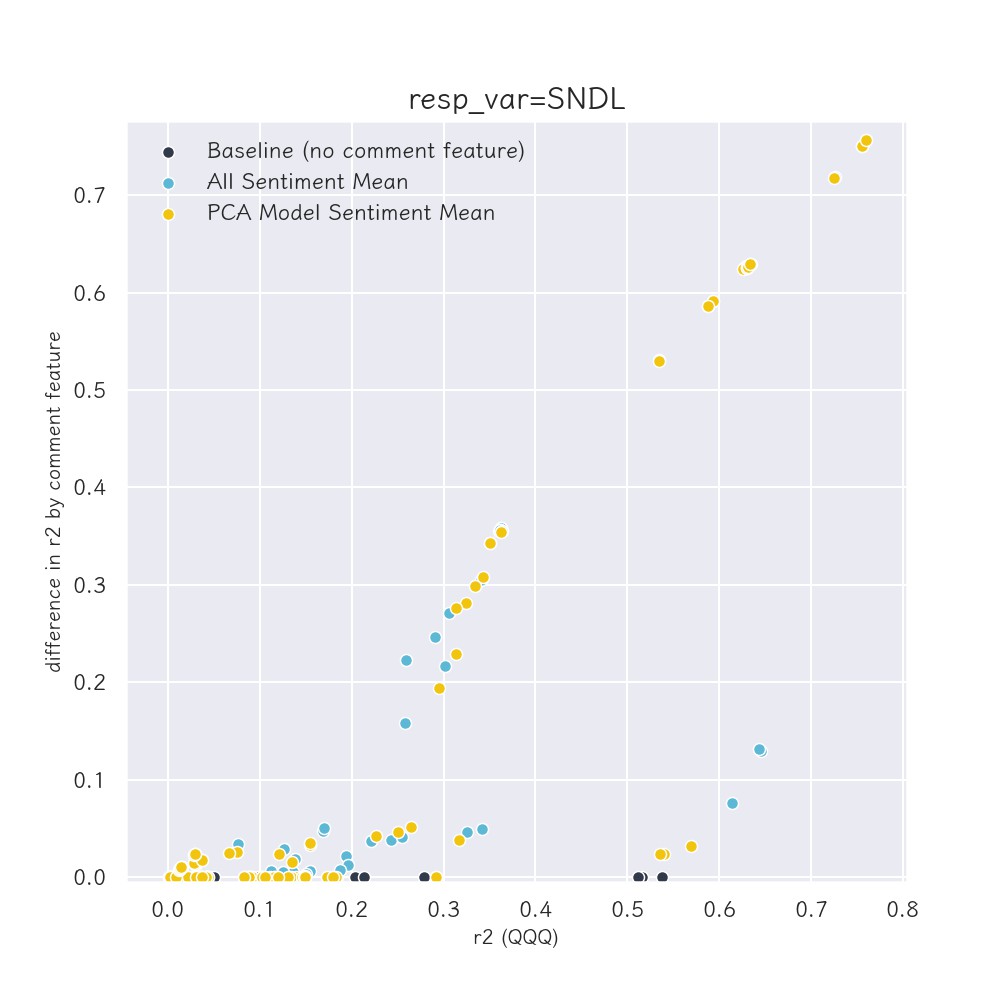 resp_var=SNDL
Baseline (no comment feature)
All Sentiment Mean
PCA Model Sentiment Mean
difference in r2 by comment feature
0.7
0.6
0.5
0.4
0.3
0.2
0.1
0.0
0.0 0.1 0.2 0.3 0.4 0.5 0.6 0.7 0.8
r2 (QQQ)